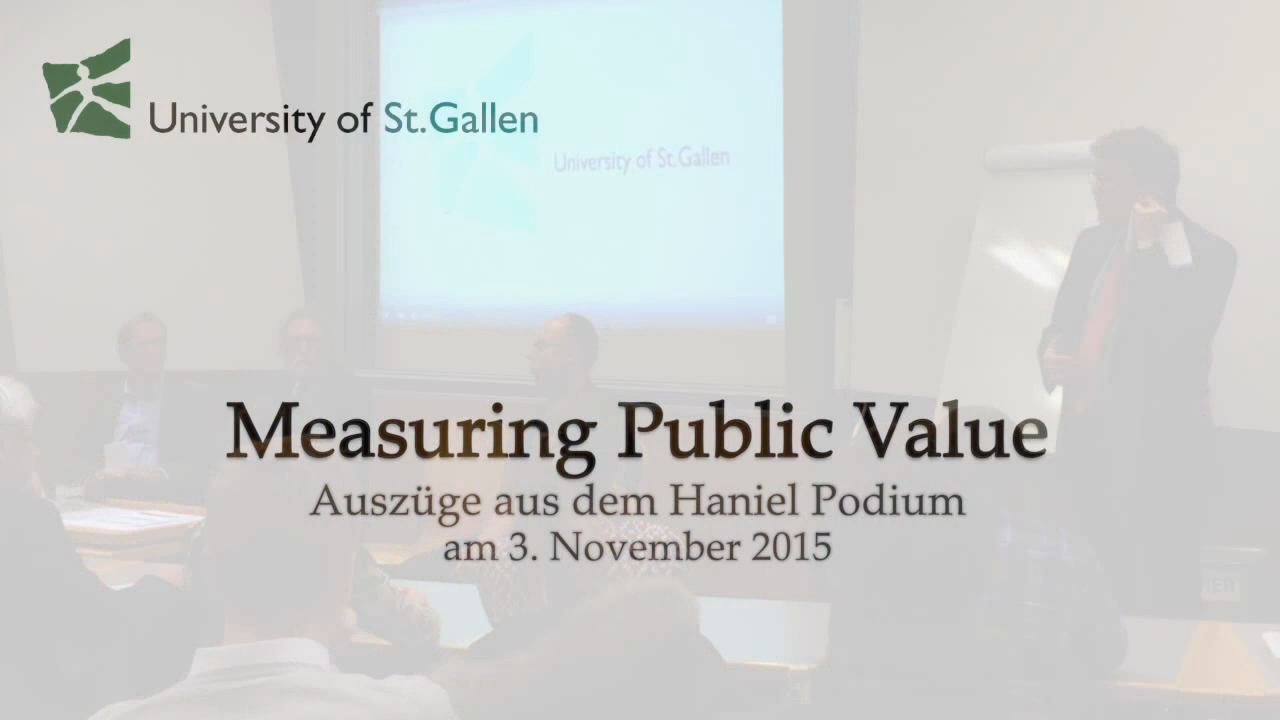 University of St.Gallen
University of St.Gallen
Measuring Public Value
Auszüge aus dem Haniel Podium
am 3. November 2015